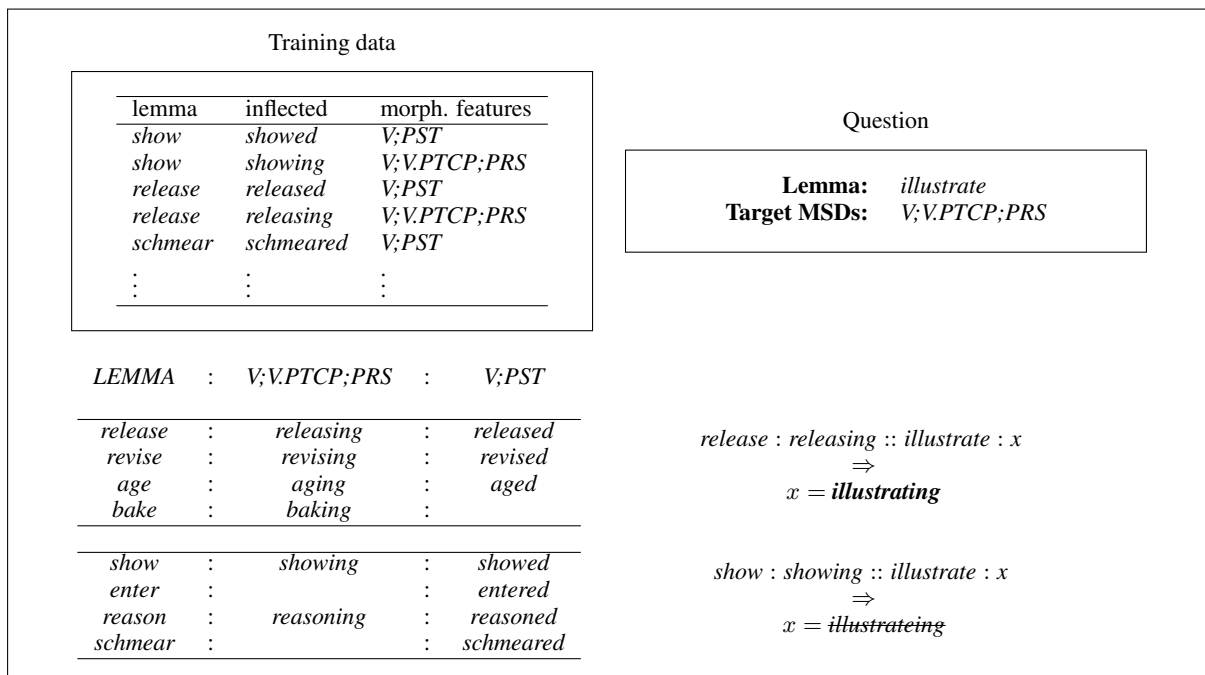 Training data
lemma inflected morph. features
show showed V;PST
show showing V;V.PTCP;PRS
release released V;PST
release releasing V;V.PTCP;PRS
schmear schmeared V;PST
⋮ ⋮ ⋮
Question
Lemma: illustrate
Target MSDs: V;V.PTCP;PRS
LEMMA : V;V.PTCP;PRS : V;PST
release : releasing : released
revise : revising : revised
age : aging : aged
bake : baking :
release : releasing :: illustrate : x
⇒
x = illustrating
show : showing : showed
enter : : entered
reason : reasoning : reasoned
schmear : : schmeared
show : showing :: illustrate : x
⇒
x = illustrateing